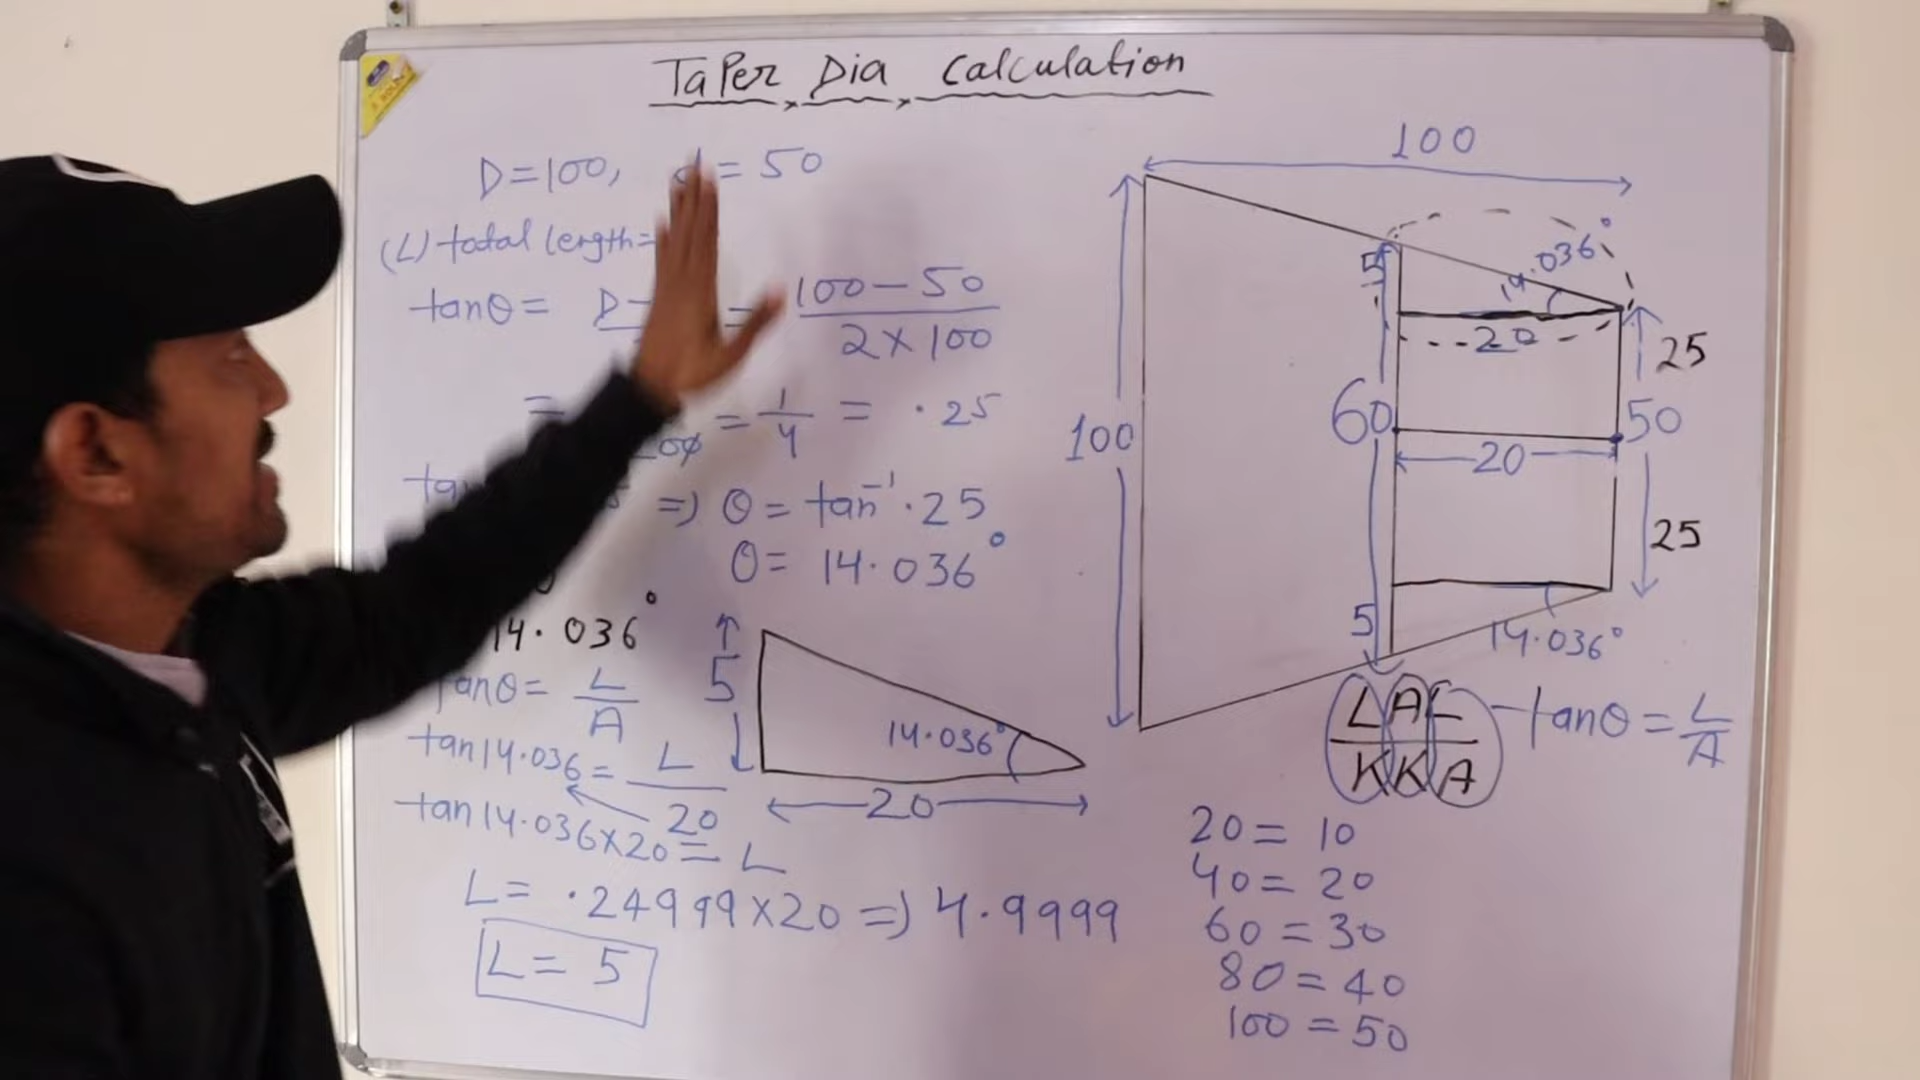 TaPer Dia Calculation
D=100, d = 50
(L) total length=
tanθ= D- = 100-50
2×100
= = 1/4 = .25
200
tan => θ = tan⁻¹ .25
θ= 14.036°
14.036°
tanθ= L/A
tan14.036= L/20
tan14.036×20= L
L= .24999×20 => 4.9999
L= 5
5
14.036°
20
100
100
5
14.036°
20
25
60
50
20
25
5
14.036°
LAL
KKA
tanθ = L/A
20= 10
40= 20
60 = 30
80 = 40
100 = 50